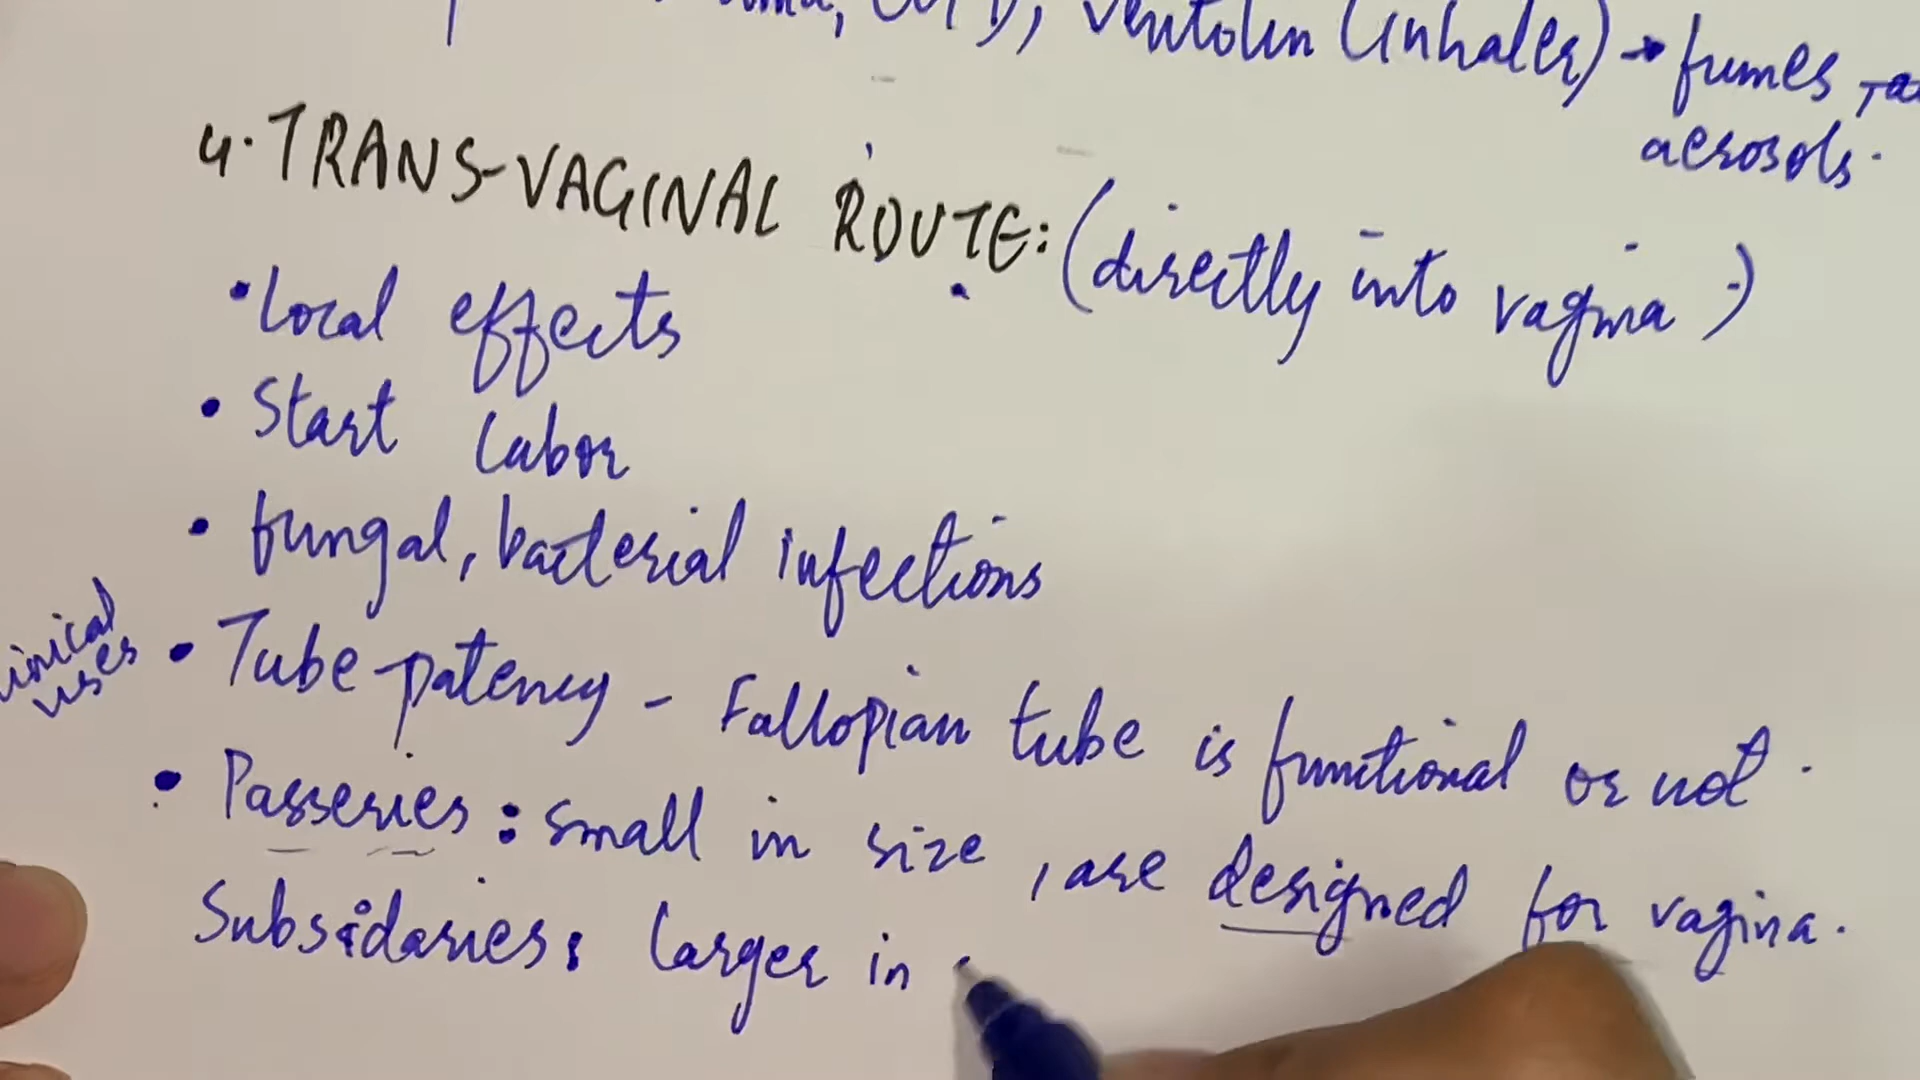 Ventolin (inhaler) → fumes,
aerosols.
4. TRANS-VAGINAL ROUTE: (directly into vagina)
• Local effects
• Start labor
• fungal, bacterial infections
• Tube patency - Fallopian tube is functional or not.
uses
• Passeries : small in size, are designed for vagina.
Subsidaries: larger in